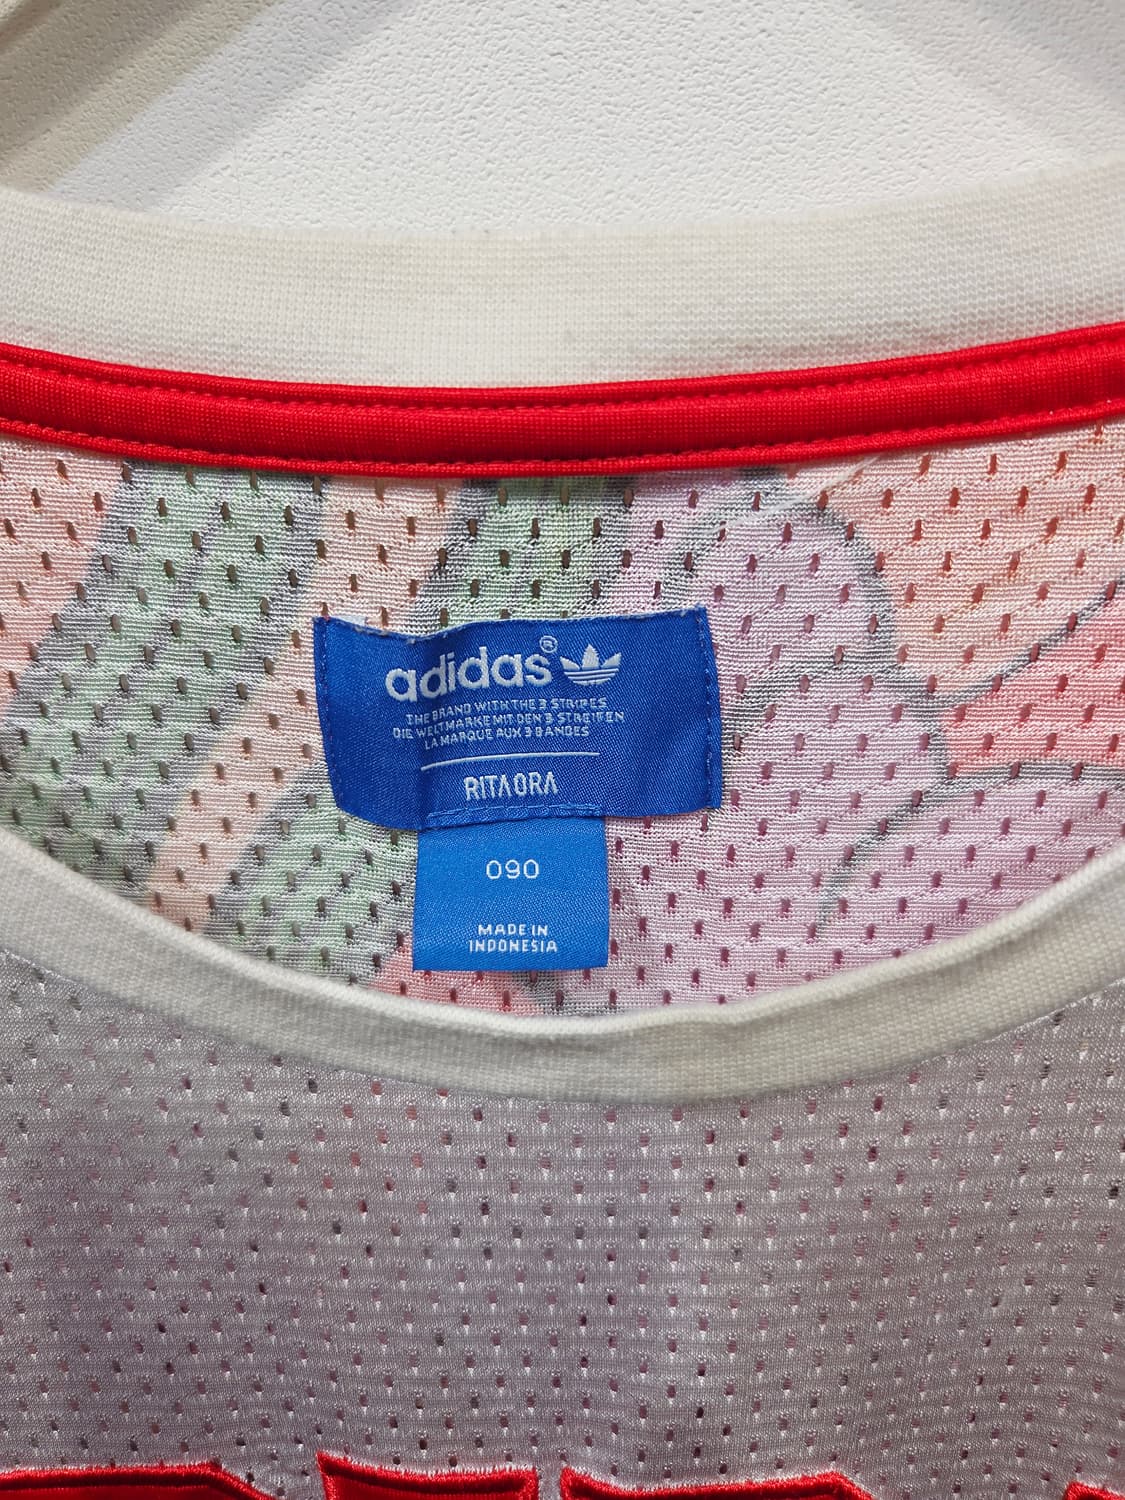 adidas®
THE BRAND WITH THE 3 STRIPES
DIE WELTMARKE MIT DEN 3 STREIFEN
LA MARQUE AUX 3 BANDES
RITA ORA
090
MADE IN
INDONESIA